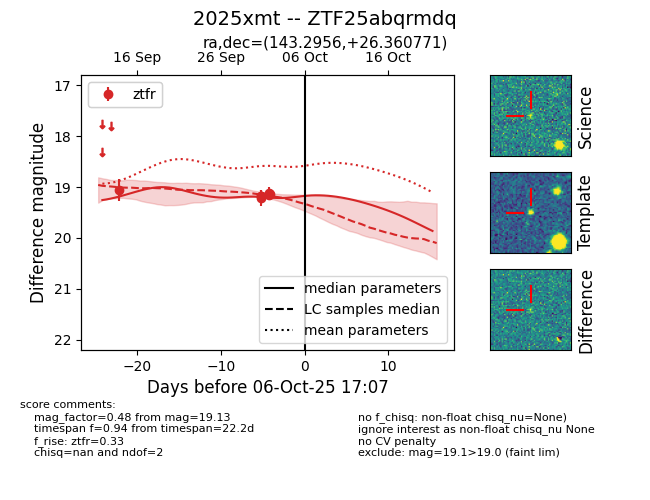 2025xmt -- ZTF25abqrmdq
ra,dec=(143.2956,+26.360771)
16 Sep 26 Sep 06 Oct 16 Oct
17
18
19
20
21
22
Difference magnitude
ztfr
median parameters
LC samples median
mean parameters
−20 −10 0 10
Days before 06-Oct-25 17:07
Science
Template
Difference
score comments:
mag_factor=0.48 from mag=19.13
timespan f=0.94 from timespan=22.2d
f_rise: ztfr=0.33
chisq=nan and ndof=2
no f_chisq: non-float chisq_nu=None)
ignore interest as non-float chisq_nu None
no CV penalty
exclude: mag=19.1>19.0 (faint lim)